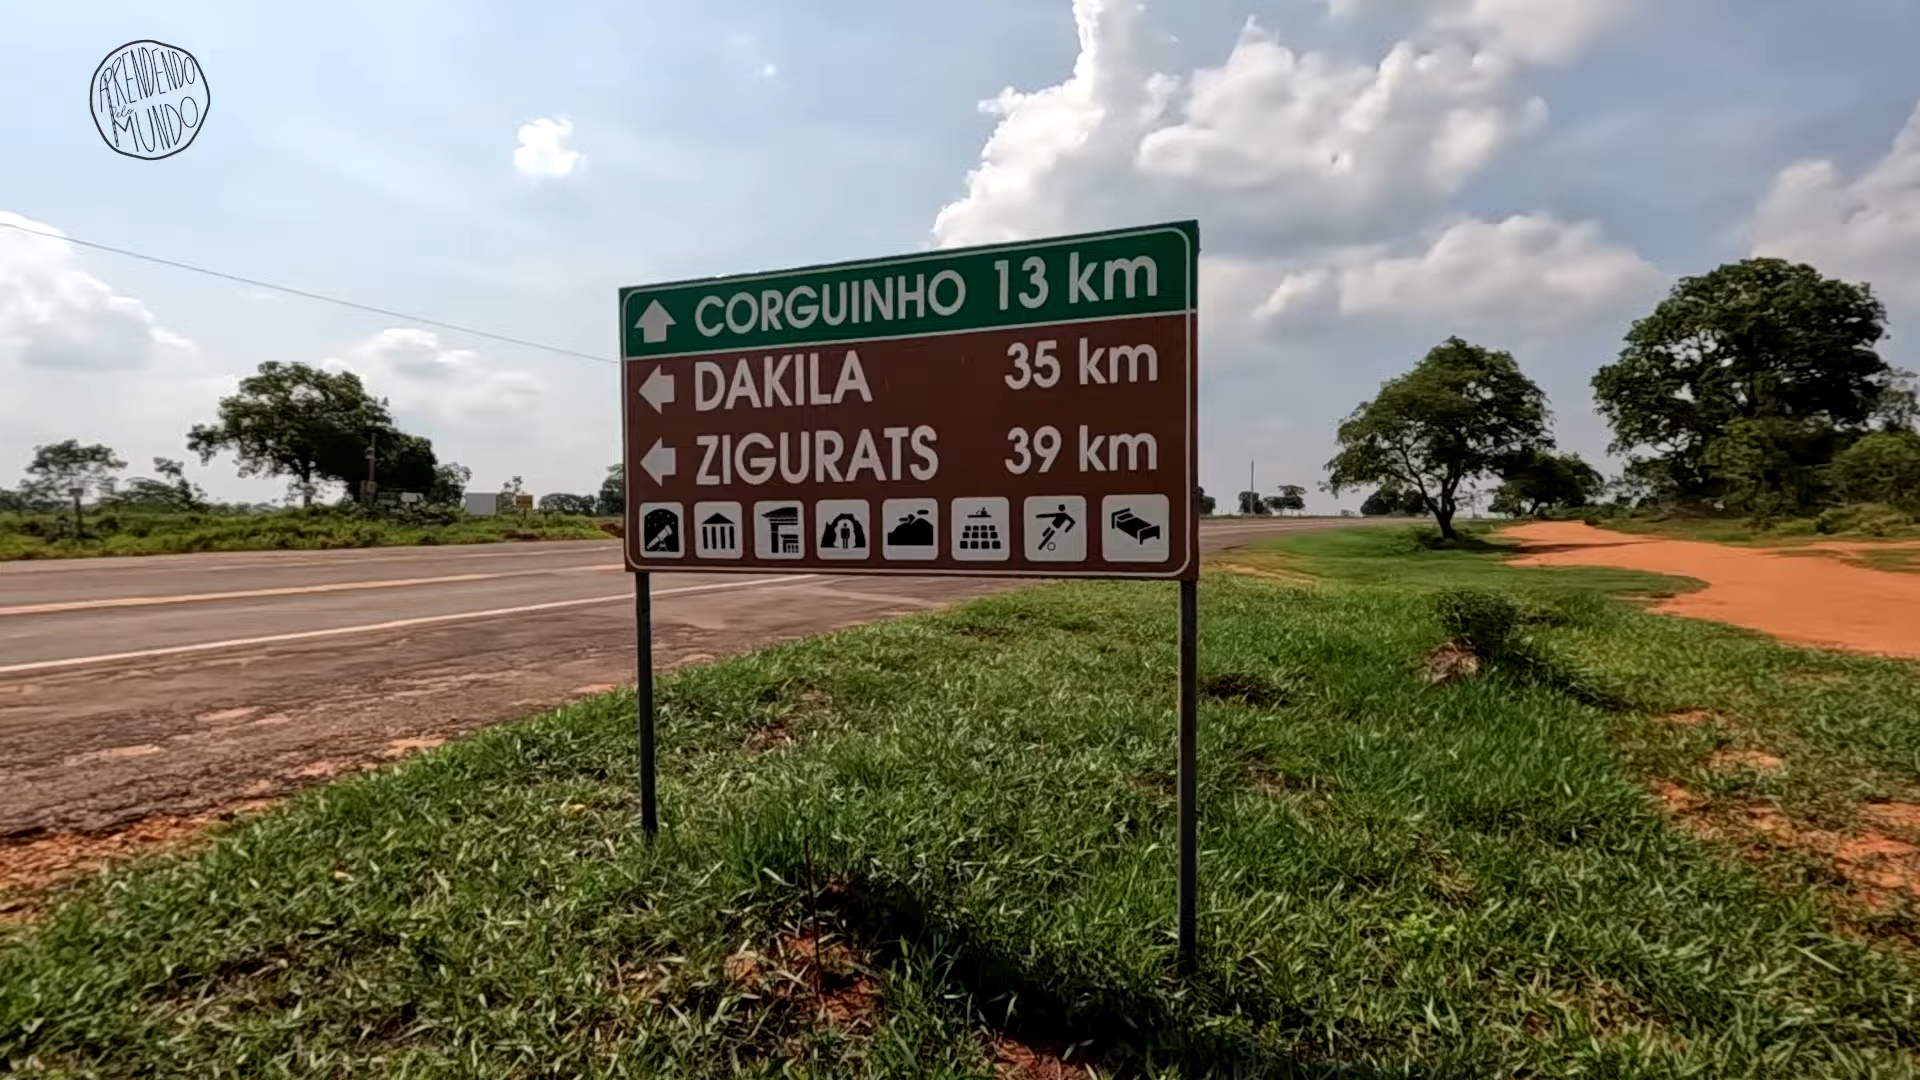 APRENDENDO
Pelo
MUNDO
CORGUINHO 13 km
DAKILA 35 km
ZIGURATS 39 km